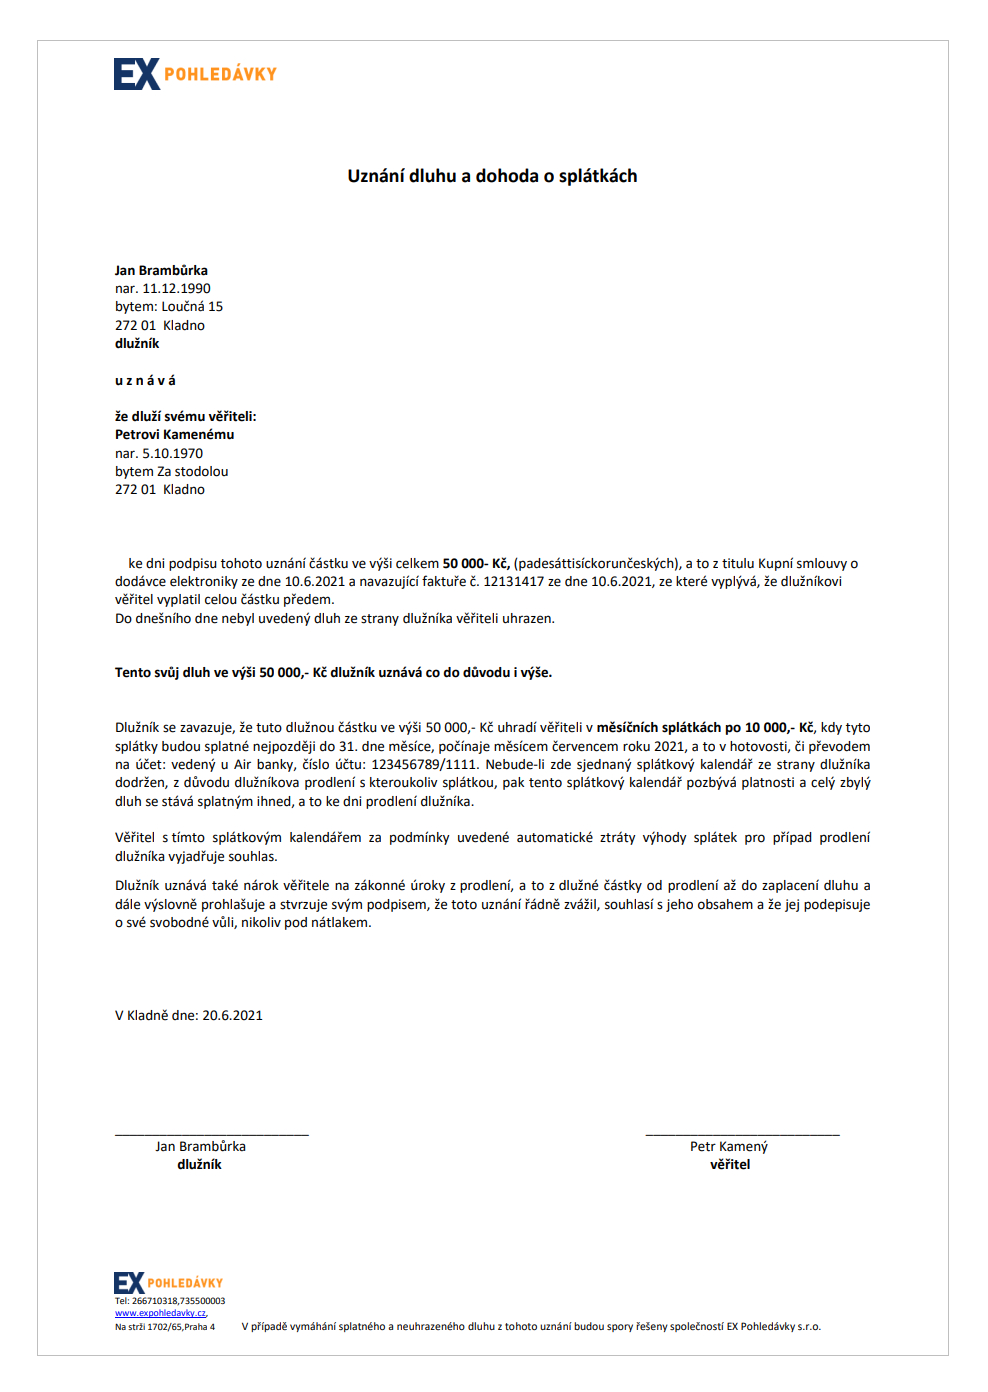 EX POHLEDÁVKY
Uznání dluhu a dohoda o splátkách
Jan Brambůrka
nar. 11.12.1990
bytem: Loučná 15
272 01  Kladno
dlužník
u z n á v á
že dluží svému věřiteli:
Petrovi Kamenému
nar. 5.10.1970
bytem Za stodolou
272 01  Kladno
ke dni podpisu tohoto uznání částku ve výši celkem 50 000- Kč, (padesáttisíckorunčeských), a to z titulu Kupní smlouvy o
dodávce elektroniky ze dne 10.6.2021 a navazující faktuře č. 12131417 ze dne 10.6.2021, ze které vyplývá, že dlužníkovi
věřitel vyplatil celou částku předem.
Do dnešního dne nebyl uvedený dluh ze strany dlužníka věřiteli uhrazen.
Tento svůj dluh ve výši 50 000,- Kč dlužník uznává co do důvodu i výše.
Dlužník se zavazuje, že tuto dlužnou částku ve výši 50 000,- Kč uhradí věřiteli v měsíčních splátkách po 10 000,- Kč, kdy tyto
splátky budou splatné nejpozději do 31. dne měsíce, počínaje měsícem červencem roku 2021, a to v hotovosti, či převodem
na účet: vedený u Air banky, číslo účtu: 123456789/1111. Nebude-li zde sjednaný splátkový kalendář ze strany dlužníka
dodržen, z důvodu dlužníkova prodlení s kteroukoliv splátkou, pak tento splátkový kalendář pozbývá platnosti a celý zbylý
dluh se stává splatným ihned, a to ke dni prodlení dlužníka.
Věřitel s tímto splátkovým kalendářem za podmínky uvedené automatické ztráty výhody splátek pro případ prodlení
dlužníka vyjadřuje souhlas.
Dlužník uznává také nárok věřitele na zákonné úroky z prodlení, a to z dlužné částky od prodlení až do zaplacení dluhu a
dále výslovně prohlašuje a stvrzuje svým podpisem, že toto uznání řádně zvážil, souhlasí s jeho obsahem a že jej podepisuje
o své svobodné vůli, nikoliv pod nátlakem.
V Kladně dne: 20.6.2021
Jan Brambůrka
dlužník
Petr Kamený
věřitel
EX POHLEDÁVKY
Tel: 266710318,735500003
www.expohledavky.cz,
Na strži 1702/65,Praha 4 V případě vymáhání splatného a neuhrazeného dluhu z tohoto uznání budou spory řešeny společností EX Pohledávky s.r.o.